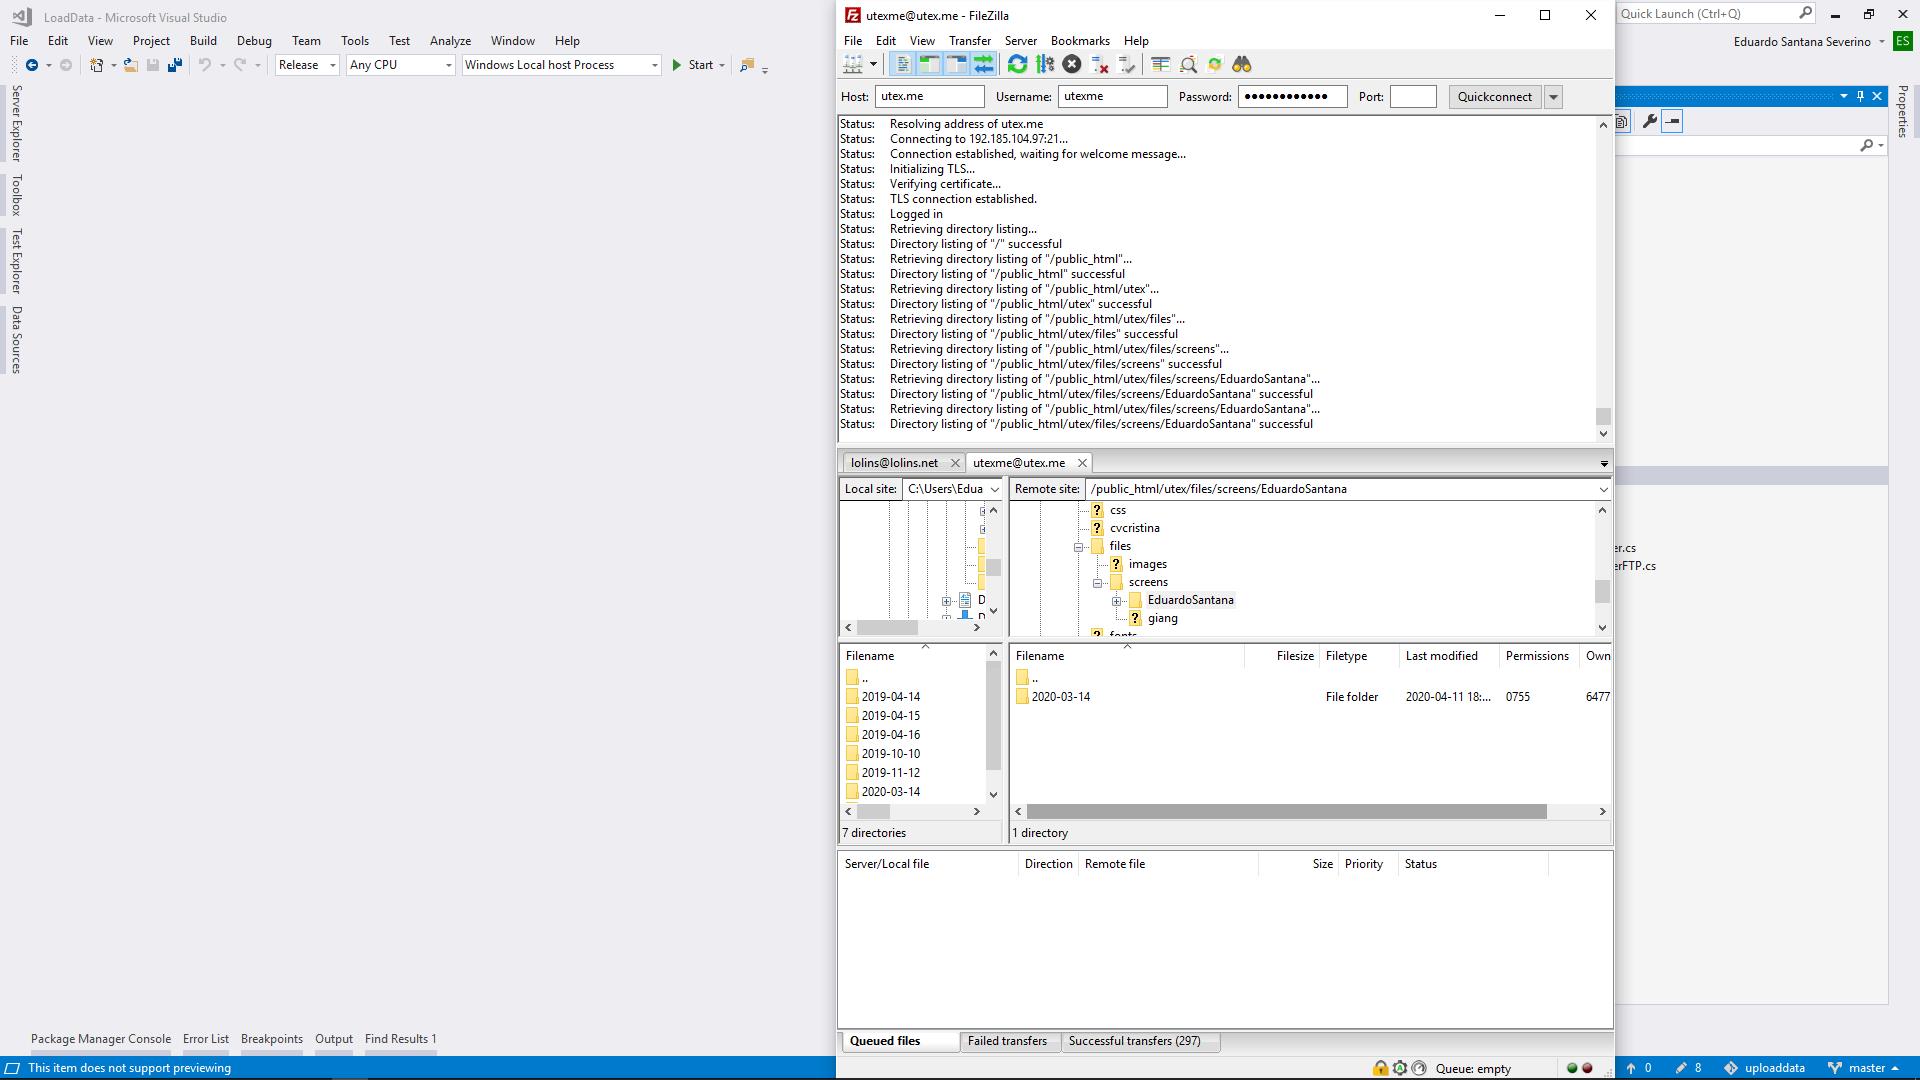 LoadData - Microsoft Visual Studio
File Edit View Project Build Debug Team Tools Test Analyze Window Help
Release Any CPU Windows Local host Process Start
Server Explorer
Toolbox
Test Explorer
Data Sources
Package Manager Console Error List Breakpoints Output Find Results 1
This item does not support previewing
utexme@utex.me - FileZilla
File Edit View Transfer Server Bookmarks Help
Host: utex.me Username: utexme Password: ●●●●●●●●●●●● Port: Quickconnect
Status: Resolving address of utex.me
Status: Connecting to 192.185.104.97:21...
Status: Connection established, waiting for welcome message...
Status: Initializing TLS...
Status: Verifying certificate...
Status: TLS connection established.
Status: Logged in
Status: Retrieving directory listing...
Status: Directory listing of "/" successful
Status: Retrieving directory listing of "/public_html"...
Status: Directory listing of "/public_html" successful
Status: Retrieving directory listing of "/public_html/utex"...
Status: Directory listing of "/public_html/utex" successful
Status: Retrieving directory listing of "/public_html/utex/files"...
Status: Directory listing of "/public_html/utex/files" successful
Status: Retrieving directory listing of "/public_html/utex/files/screens"...
Status: Directory listing of "/public_html/utex/files/screens" successful
Status: Retrieving directory listing of "/public_html/utex/files/screens/EduardoSantana"...
Status: Directory listing of "/public_html/utex/files/screens/EduardoSantana" successful
Status: Retrieving directory listing of "/public_html/utex/files/screens/EduardoSantana"...
Status: Directory listing of "/public_html/utex/files/screens/EduardoSantana" successful
lolins@lolins.net utexme@utex.me
Local site: C:\Users\Edua
D
Filename
..
2019-04-14
2019-04-15
2019-04-16
2019-10-10
2019-11-12
2020-03-14
7 directories
Remote site: /public_html/utex/files/screens/EduardoSantana
css
cvcristina
files
images
screens
EduardoSantana
giang
fonts
Filename Filesize Filetype Last modified Permissions Own
..
2020-03-14 File folder 2020-04-11 18:... 0755 6477
1 directory
Server/Local file Direction Remote file Size Priority Status
Queued files Failed transfers Successful transfers (297)
Queue: empty
Quick Launch (Ctrl+Q)
Eduardo Santana Severino ES
Properties
er.cs
erFTP.cs
0 8 uploaddata master